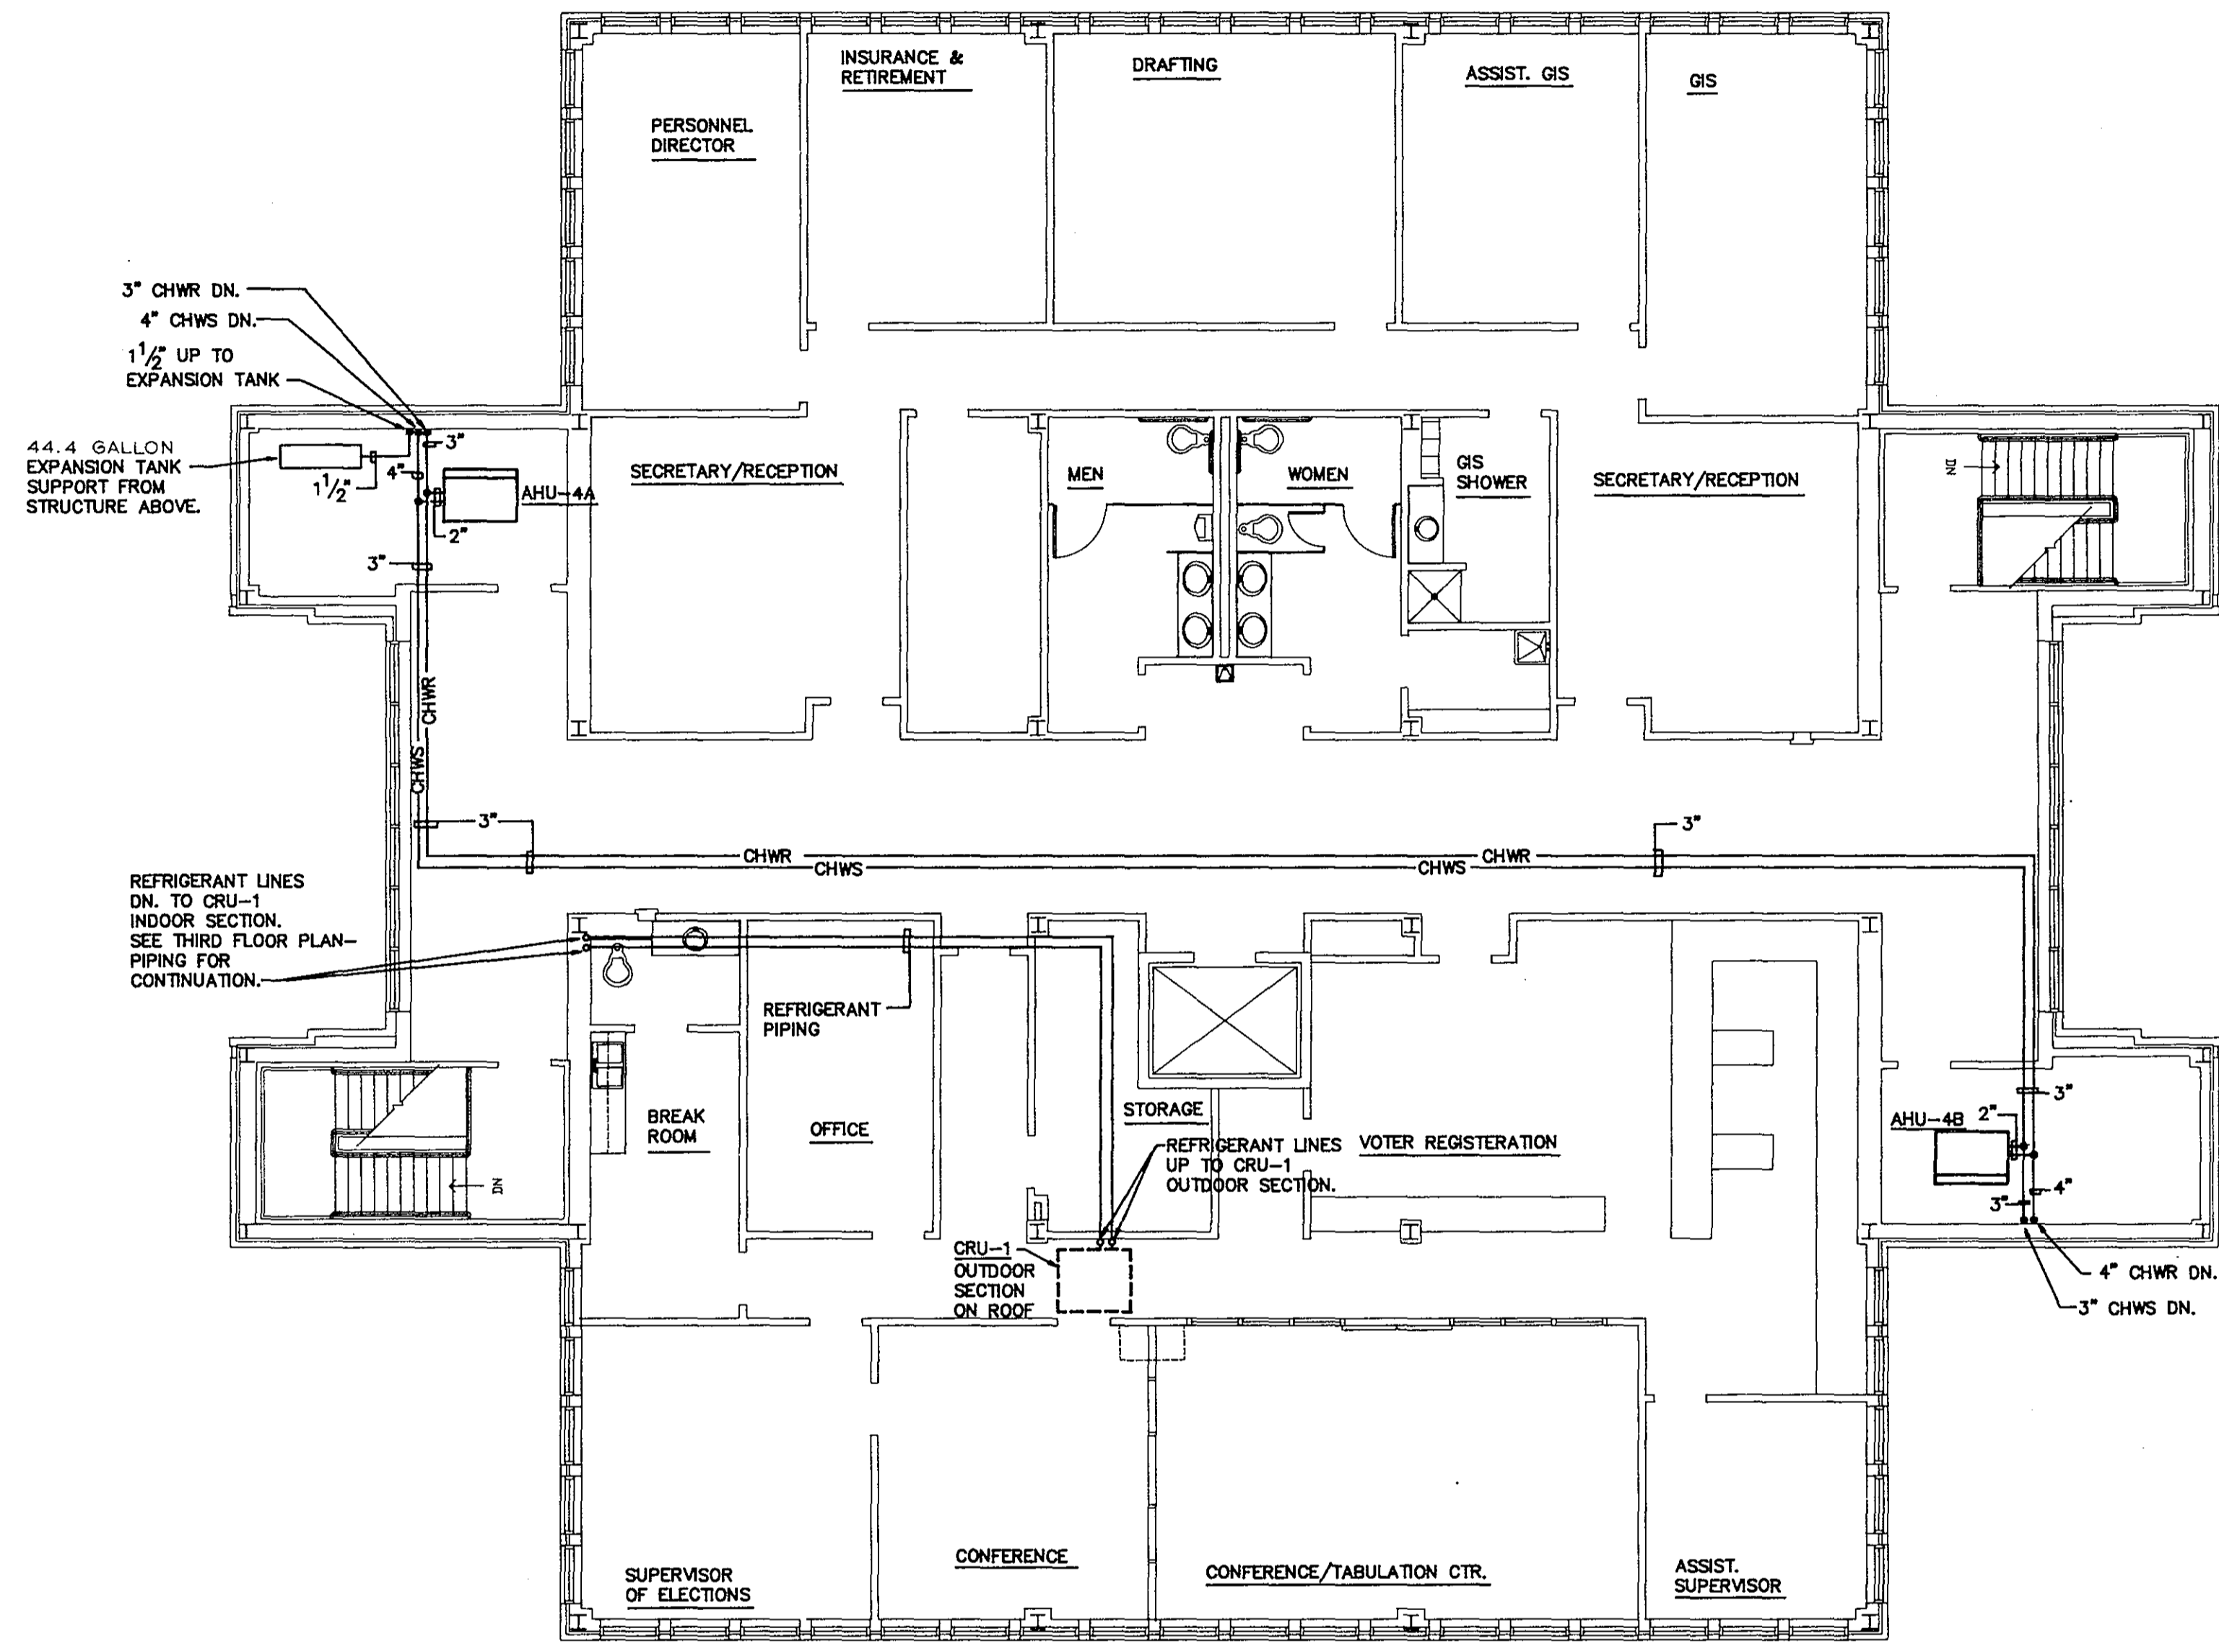 INSURANCE &
RETIREMENT
DRAFTING
ASSIST. GIS
GIS
PERSONNEL
DIRECTOR
3" CHWR DN.
4" CHWS DN.
1 1/2" UP TO
EXPANSION TANK
44.4 GALLON
EXPANSION TANK
SUPPORT FROM
STRUCTURE ABOVE.
3"
4"
1 1/2"
AHU-4A
2"
3"
SECRETARY/RECEPTION
MEN
WOMEN
GIS
SHOWER
SECRETARY/RECEPTION
DN
CHWR
CHWS
3"
3"
CHWR
CHWS
CHWR
CHWS
REFRIGERANT LINES
DN. TO CRU-1
INDOOR SECTION.
SEE THIRD FLOOR PLAN-
PIPING FOR
CONTINUATION.
REFRIGERANT
PIPING
BREAK
ROOM
OFFICE
STORAGE
REFRIGERANT LINES
UP TO CRU-1
OUTDOOR SECTION.
VOTER REGISTERATION
3"
AHU-4B
2"
4"
3"
DN
CRU-1
OUTDOOR
SECTION
ON ROOF
4" CHWR DN.
3" CHWS DN.
SUPERVISOR
OF ELECTIONS
CONFERENCE
CONFERENCE/TABULATION CTR.
ASSIST.
SUPERVISOR